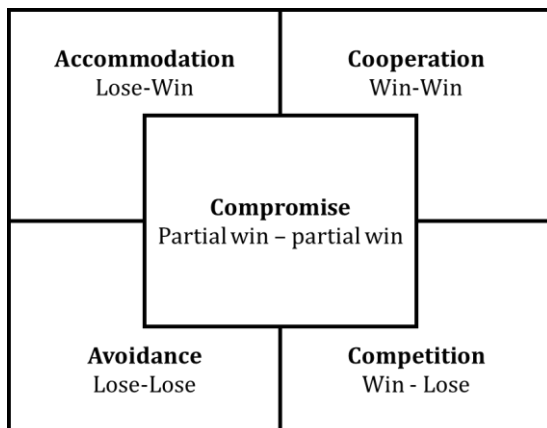 Accommodation
Lose-Win
Cooperation
Win-Win
Compromise
Partial win – partial win
Avoidance
Lose-Lose
Competition
Win - Lose